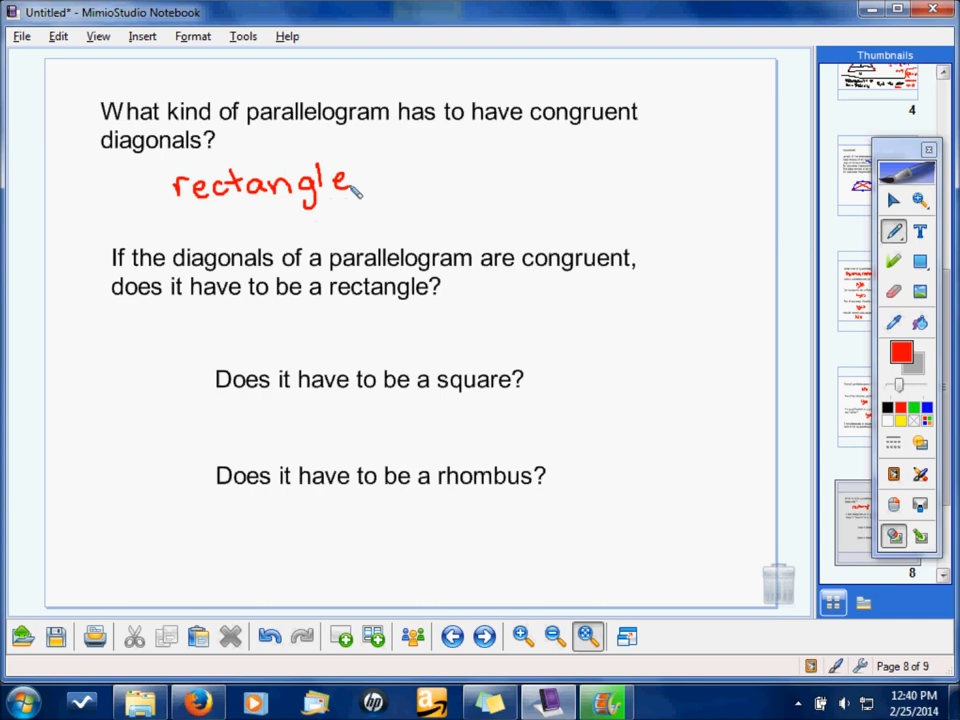 Untitled* - MimioStudio Notebook
File Edit View Insert Format Tools Help
Thumbnails
What kind of parallelogram has to have congruent
diagonals?
rectangle
If the diagonals of a parallelogram are congruent,
does it have to be a rectangle?
Does it have to be a square?
Does it have to be a rhombus?
4
T
8
Page 8 of 9
hp
a
12:40 PM
2/25/2014